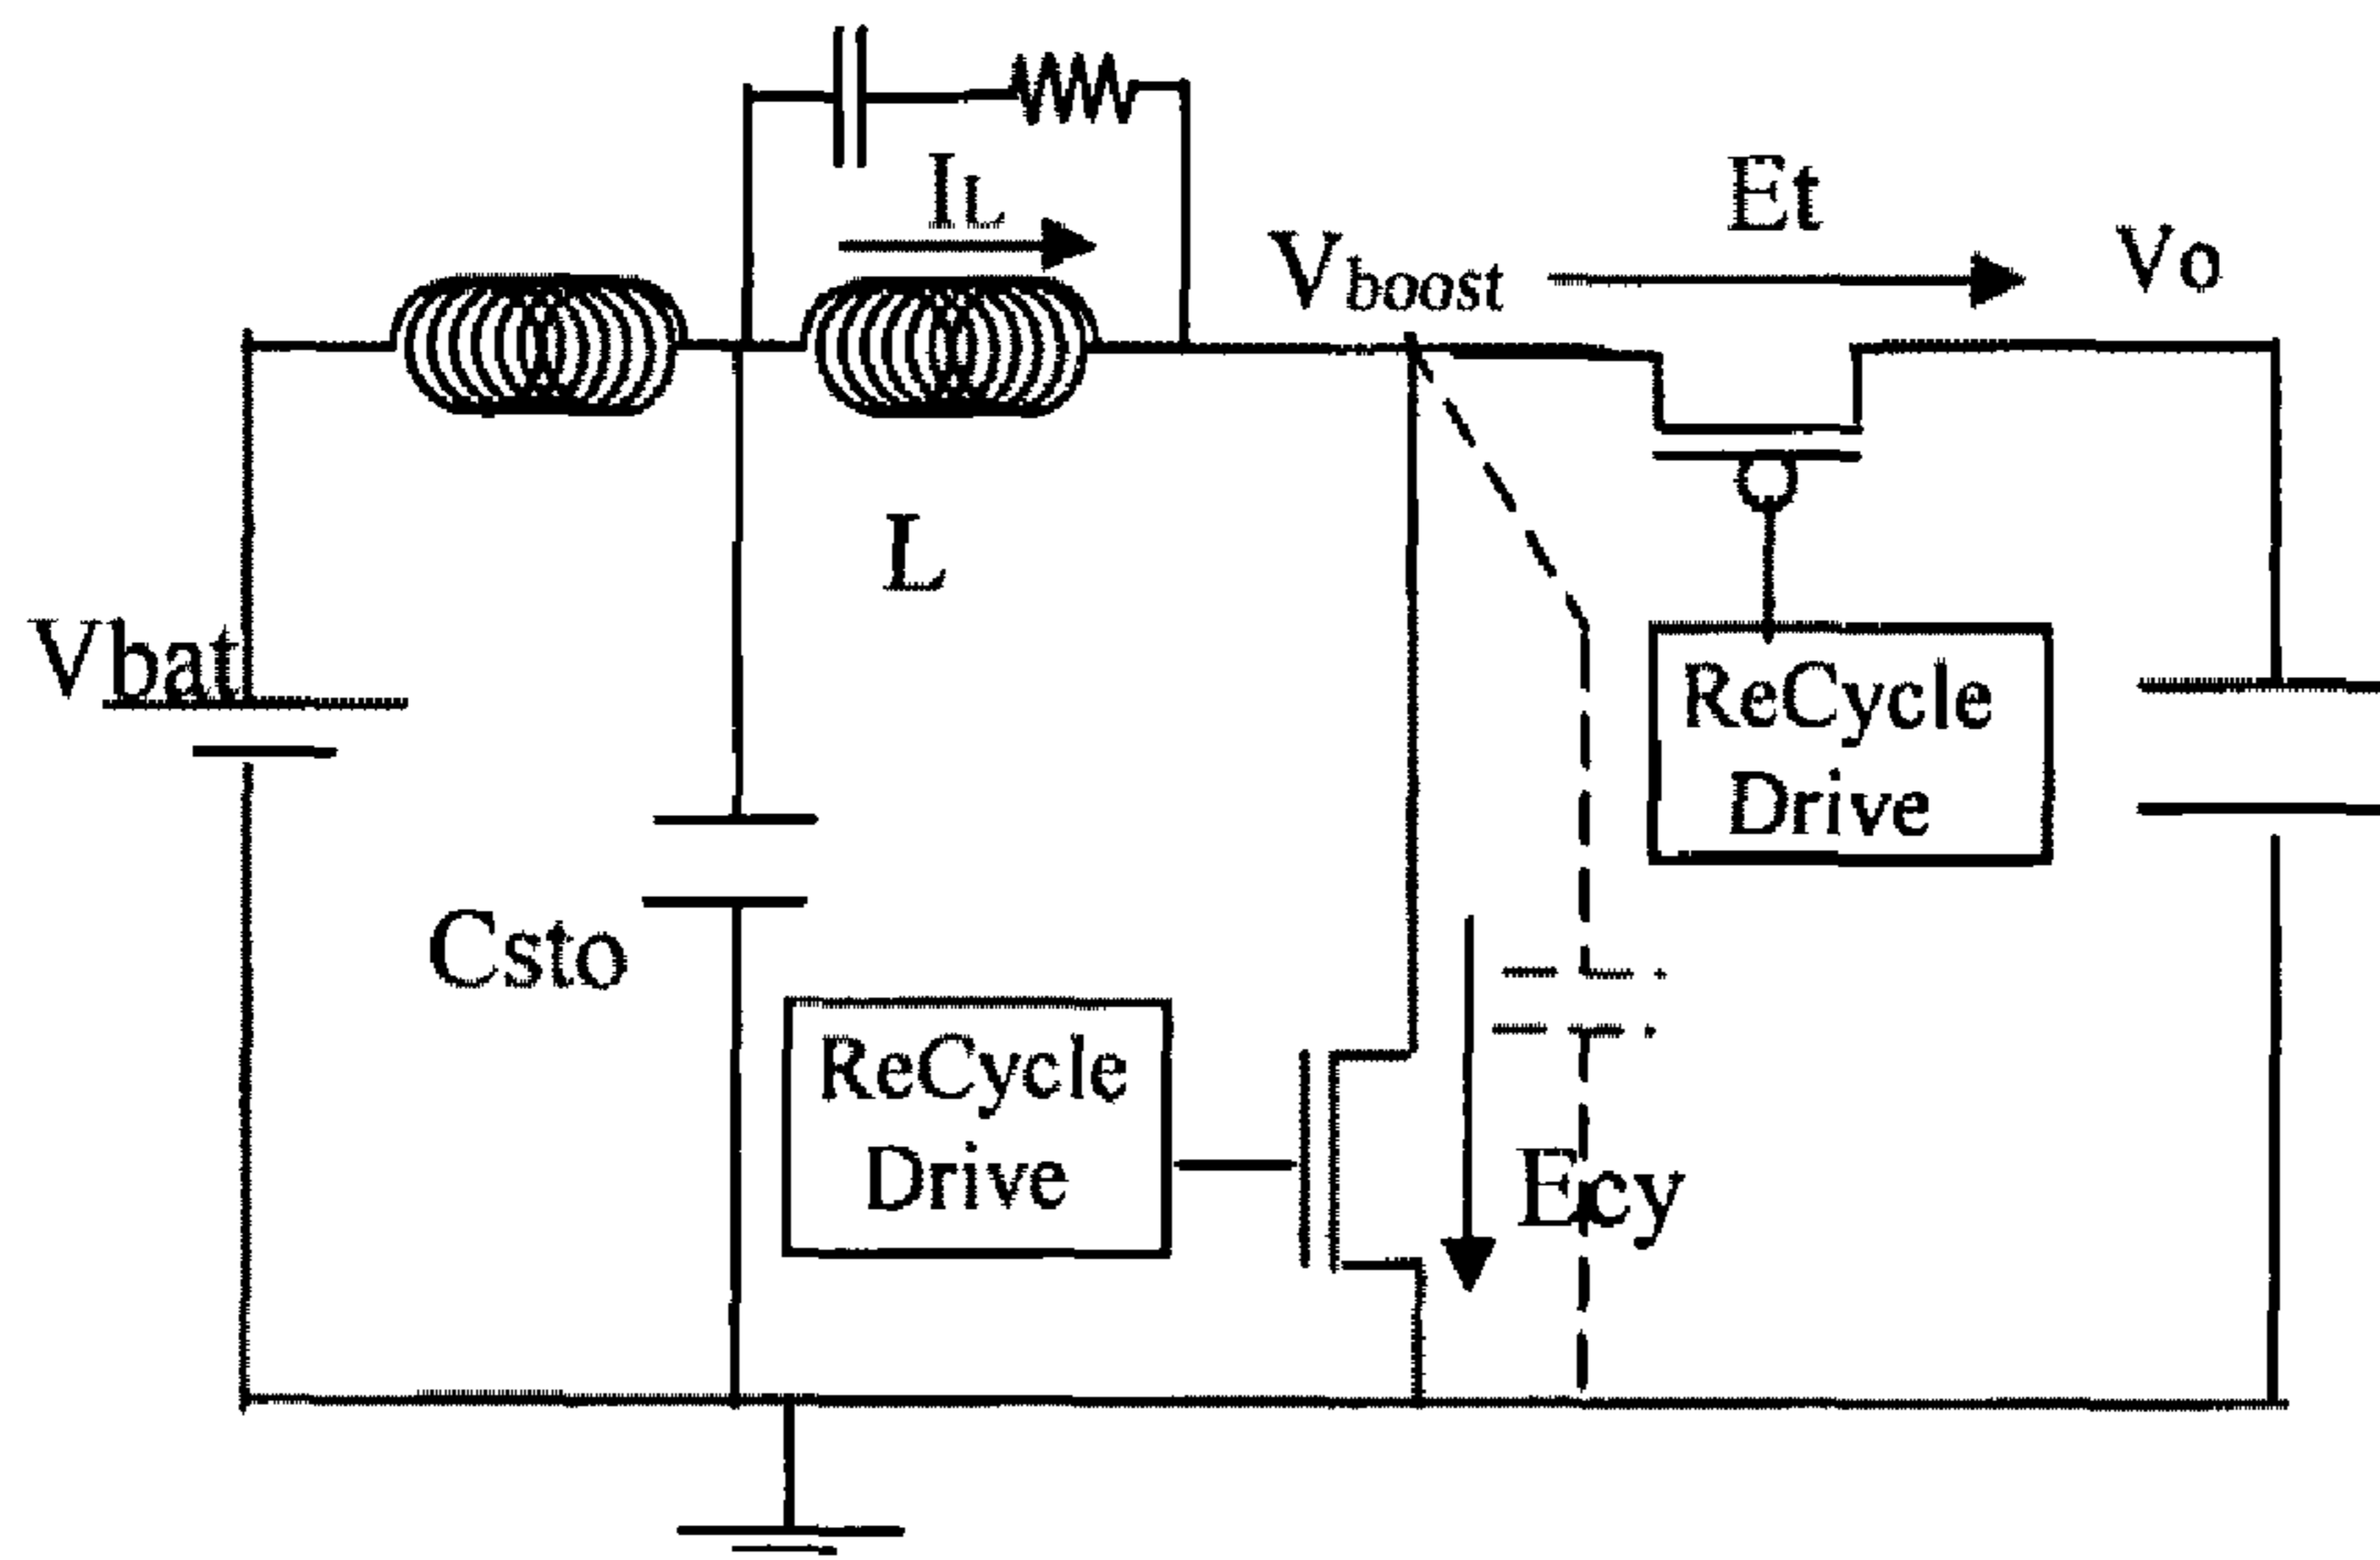 IL
Et
Vboost
Vo
L
Vbat
ReCycle
Drive
Csto
ReCycle
Drive
Ecy